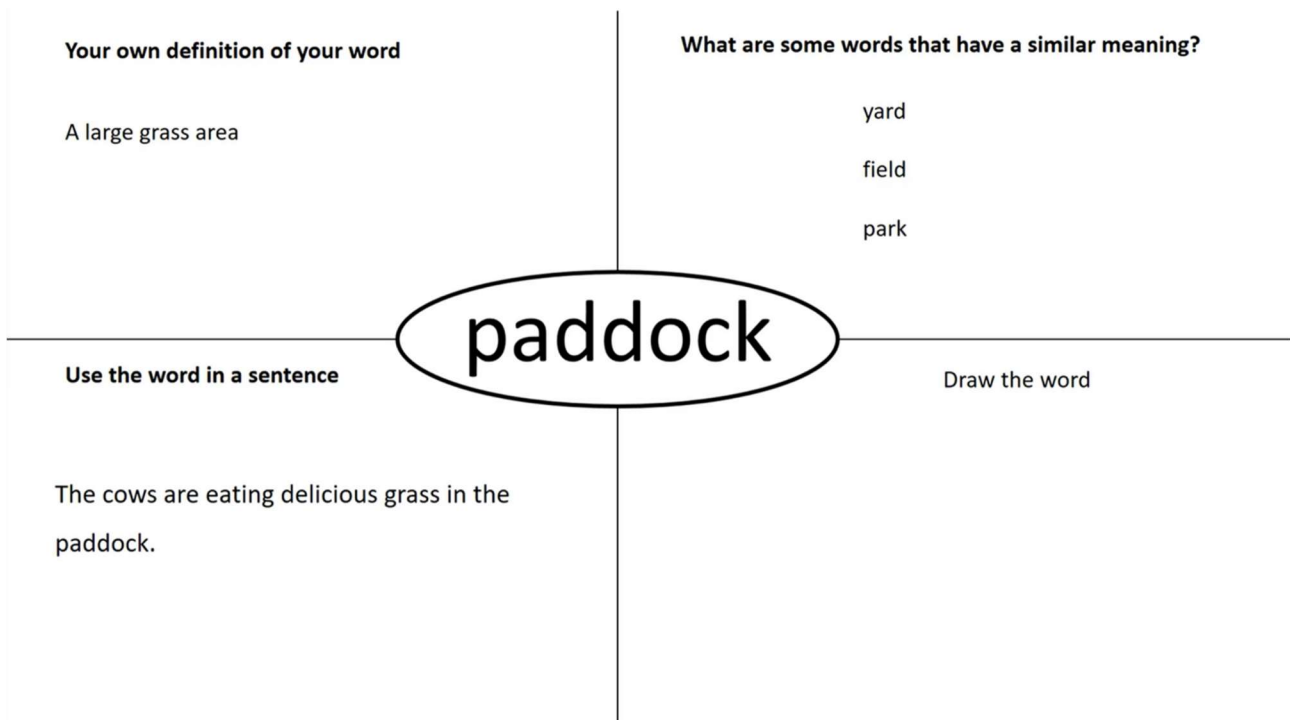 Your own definition of your word
A large grass area
What are some words that have a similar meaning?
yard
field
park
paddock
Use the word in a sentence
The cows are eating delicious grass in the
paddock.
Draw the word